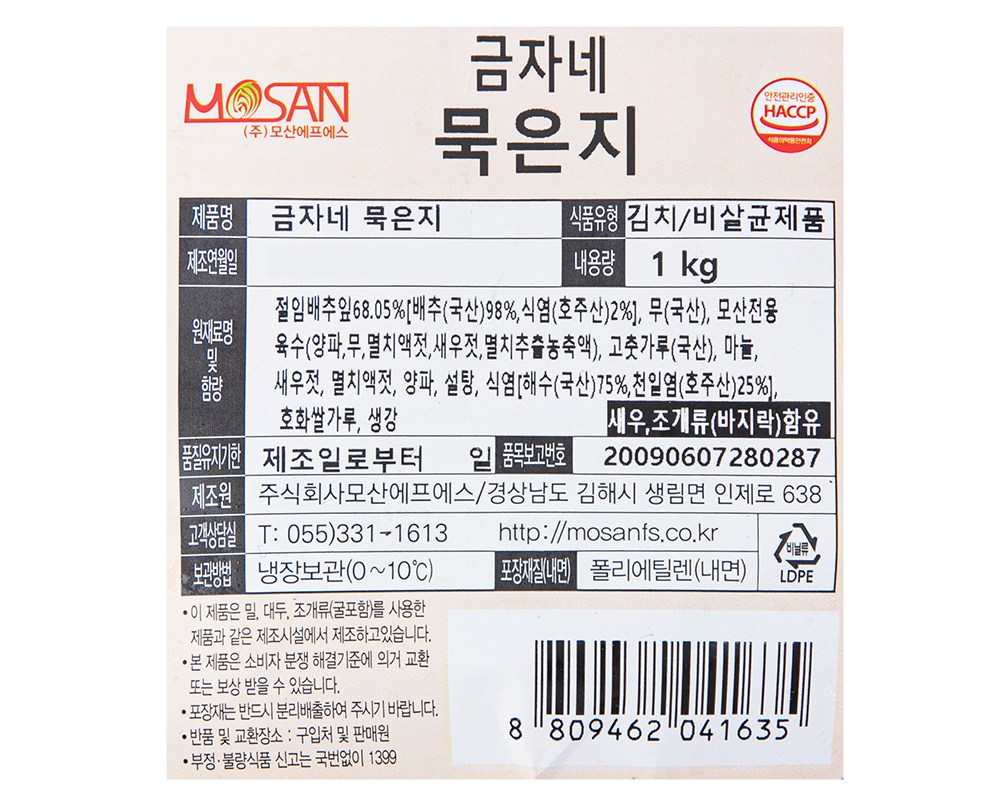 금자네
묵은지
MOSAN
(주)모산에프에스
안전관리인증
HACCP
식품의약품안전처
제품명 금자네 묵은지 식품유형 김치/비살균제품
제조연월일 내용량 1 kg
원재료명 및 함량
절임배추잎68.05%[배추(국산)98%,식염(호주산)2%], 무(국산), 모산전용
육수(양파,무,멸치액젓,새우젓,멸치추출농축액), 고춧가루(국산), 마늘,
새우젓, 멸치액젓, 양파, 설탕, 식염[해수(국산)75%,천일염(호주산)25%],
호화쌀가루, 생강 새우,조개류(바지락)함유
품질유지기한 제조일로부터 일 품목보고번호 20090607280287
제조원 주식회사모산에프에스/경상남도 김해시 생림면 인제로 638
고객상담실 T: 055)331-1613 http://mosanfs.co.kr
비닐류
LDPE
보관방법 냉장보관(0~10℃) 포장재질(내면) 폴리에틸렌(내면)
•이 제품은 밀, 대두, 조개류(굴포함)를 사용한
제품과 같은 제조시설에서 제조하고있습니다.
•본 제품은 소비자 분쟁 해결기준에 의거 교환
또는 보상 받을 수 있습니다.
•포장재는 반드시 분리배출하여 주시기 바랍니다.
•반품 및 교환장소 : 구입처 및 판매원
•부정·불량식품 신고는 국번없이 1399
8 809462 041635